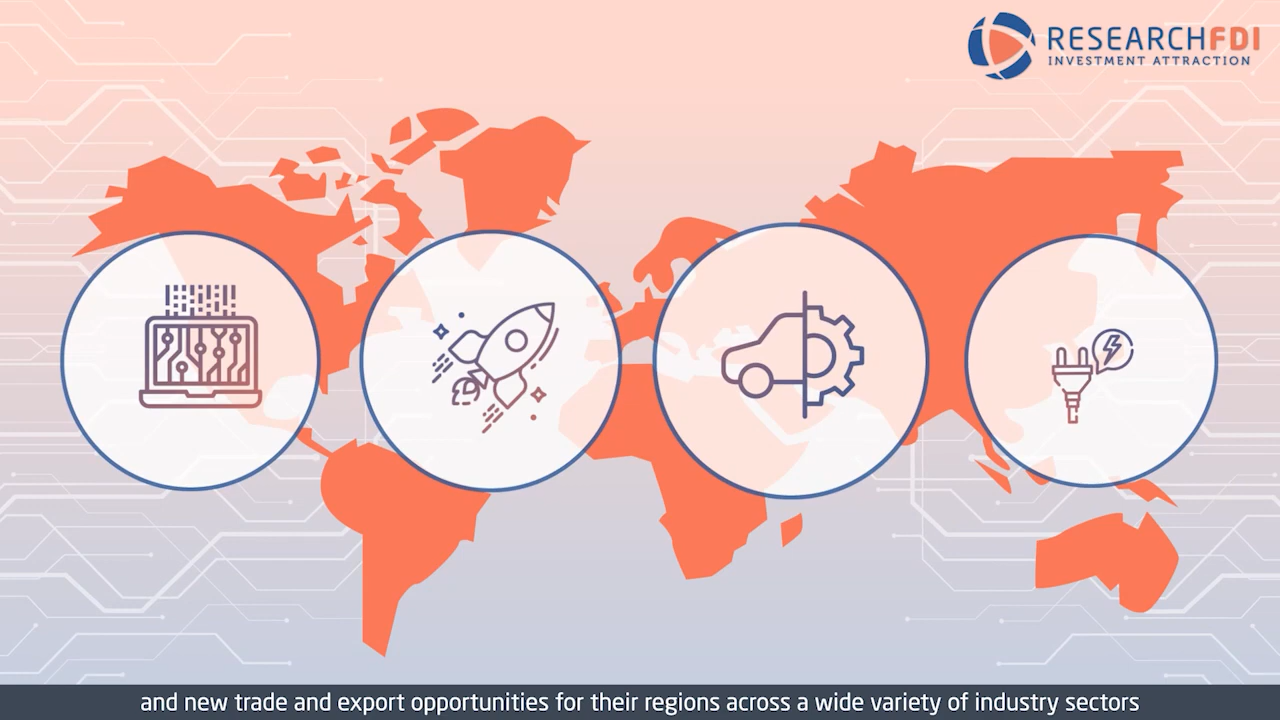 RESEARCHFDI
INVESTMENT ATTRACTION
and new trade and export opportunities for their regions across a wide variety of industry sectors